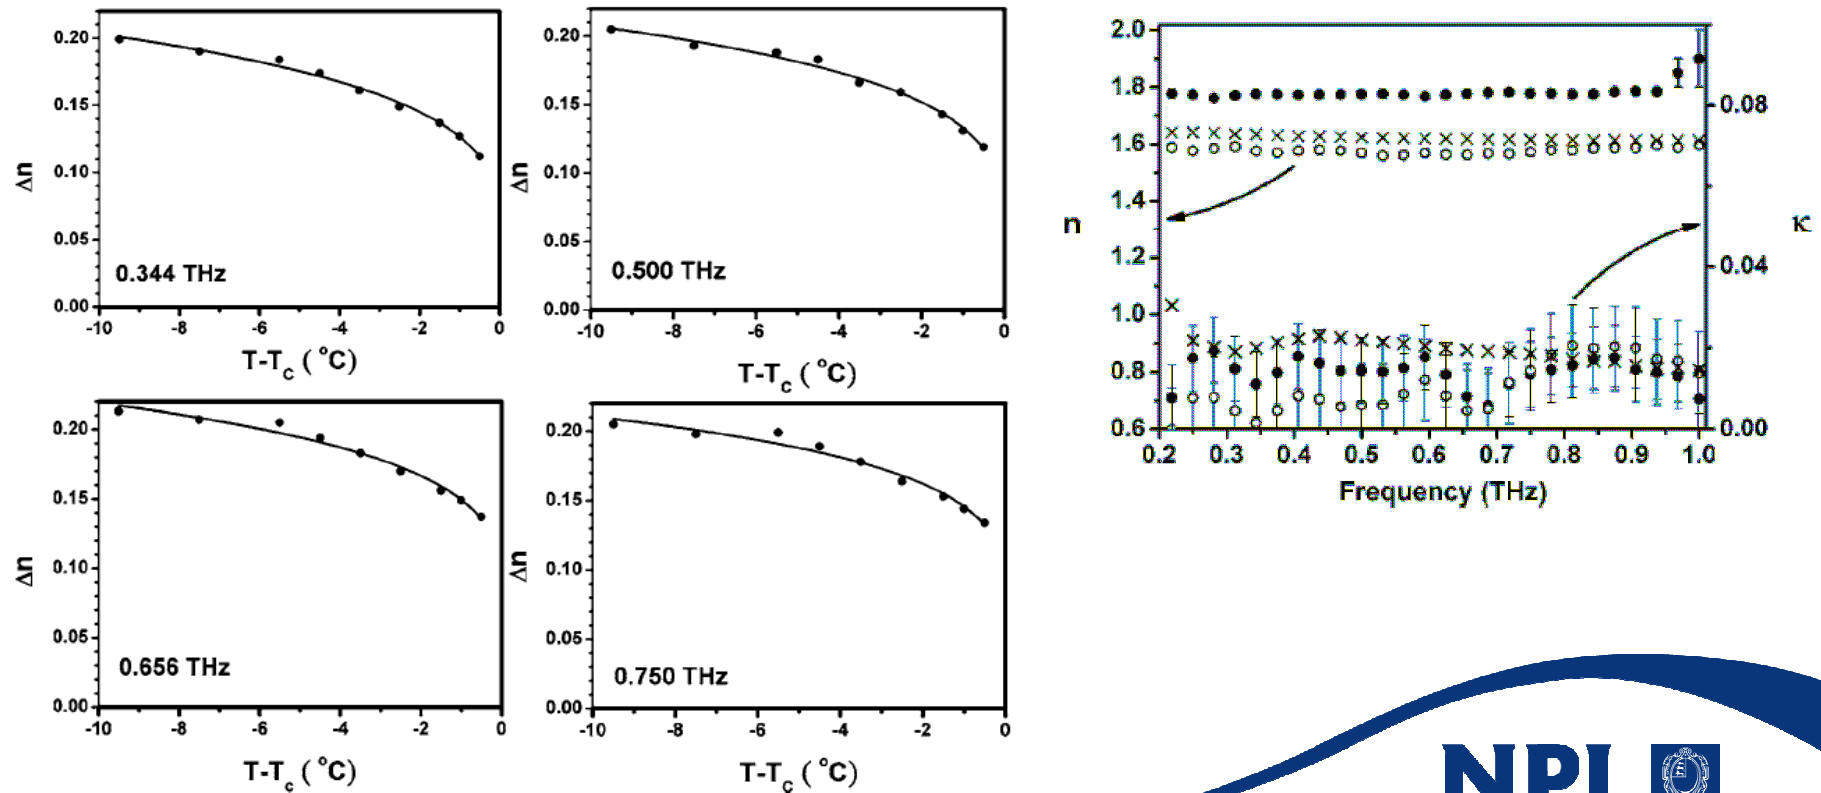 0.20
0.15
0.10
0.05
0.00
Δn
0.344 THz
-10 -8 -6 -4 -2 0
T-Tc ( °C)
0.20
0.15
0.10
0.05
0.00
Δn
0.500 THz
-10 -8 -6 -4 -2 0
T-Tc ( °C)
0.20
0.15
0.10
0.05
0.00
Δn
0.656 THz
-10 -8 -6 -4 -2 0
T-Tc ( °C)
0.20
0.15
0.10
0.05
0.00
Δn
0.750 THz
-10 -8 -6 -4 -2 0
T-Tc ( °C)
2.0
1.8
1.6
1.4
1.2
1.0
0.8
0.6
n
0.08
0.04
0.00
κ
0.2 0.3 0.4 0.5 0.6 0.7 0.8 0.9 1.0
Frequency (THz)
NPL